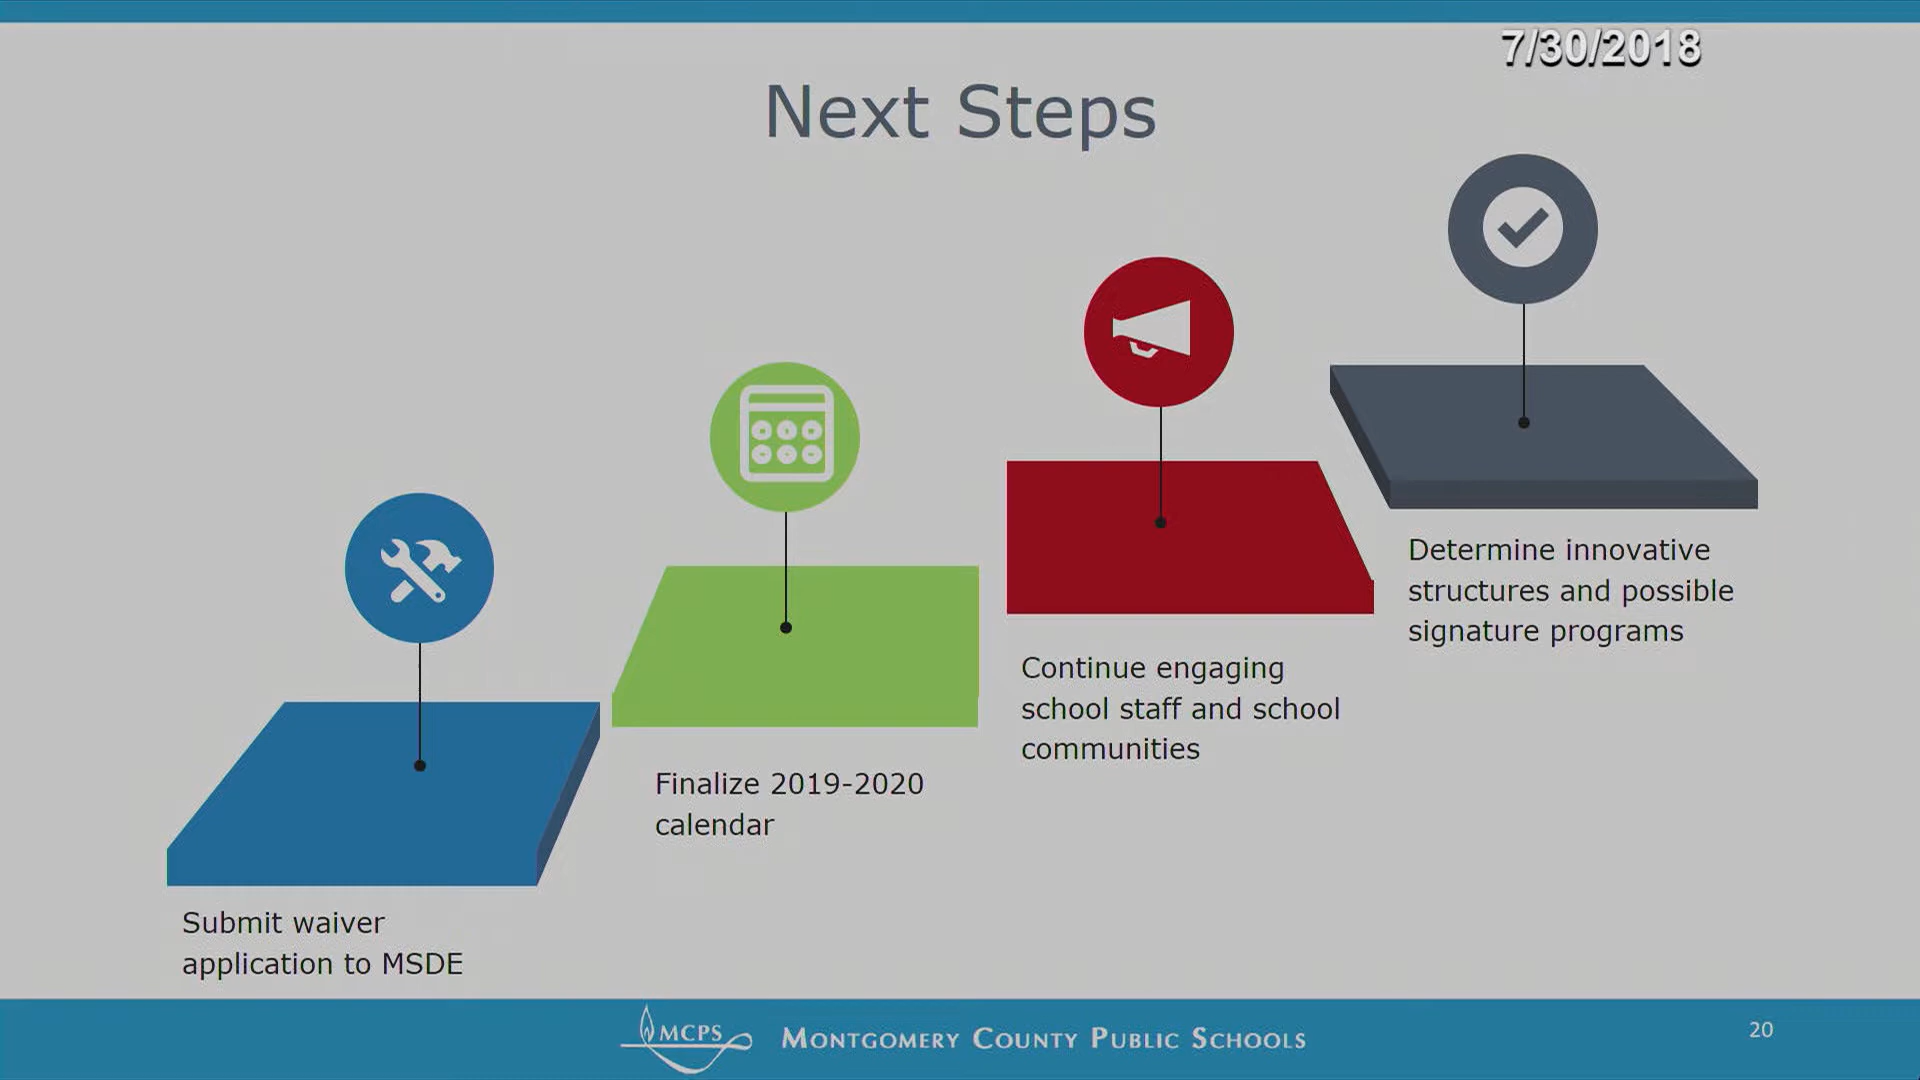 7/30/2018
Next Steps
Submit waiver
application to MSDE
Finalize 2019-2020
calendar
Continue engaging
school staff and school
communities
Determine innovative
structures and possible
signature programs
MCPS
MONTGOMERY COUNTY PUBLIC SCHOOLS
20